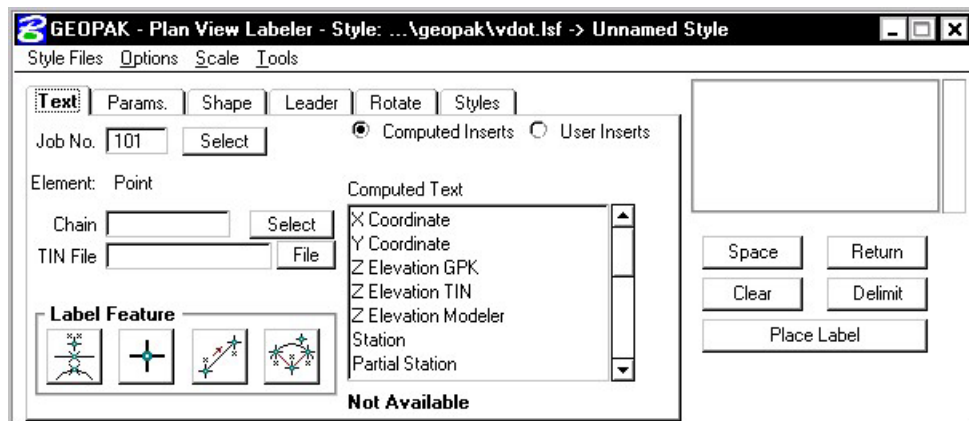 GEOPAK - Plan View Labeler - Style: ...\geopak\vdot.lsf -> Unnamed Style
Style Files Options Scale Tools
Text Params. Shape Leader Rotate Styles
Job No. 101 Select
Computed Inserts User Inserts
Element: Point
Chain Select
TIN File File
Label Feature
Computed Text
X Coordinate
Y Coordinate
Z Elevation GPK
Z Elevation TIN
Z Elevation Modeler
Station
Partial Station
Not Available
Space Return
Clear Delimit
Place Label